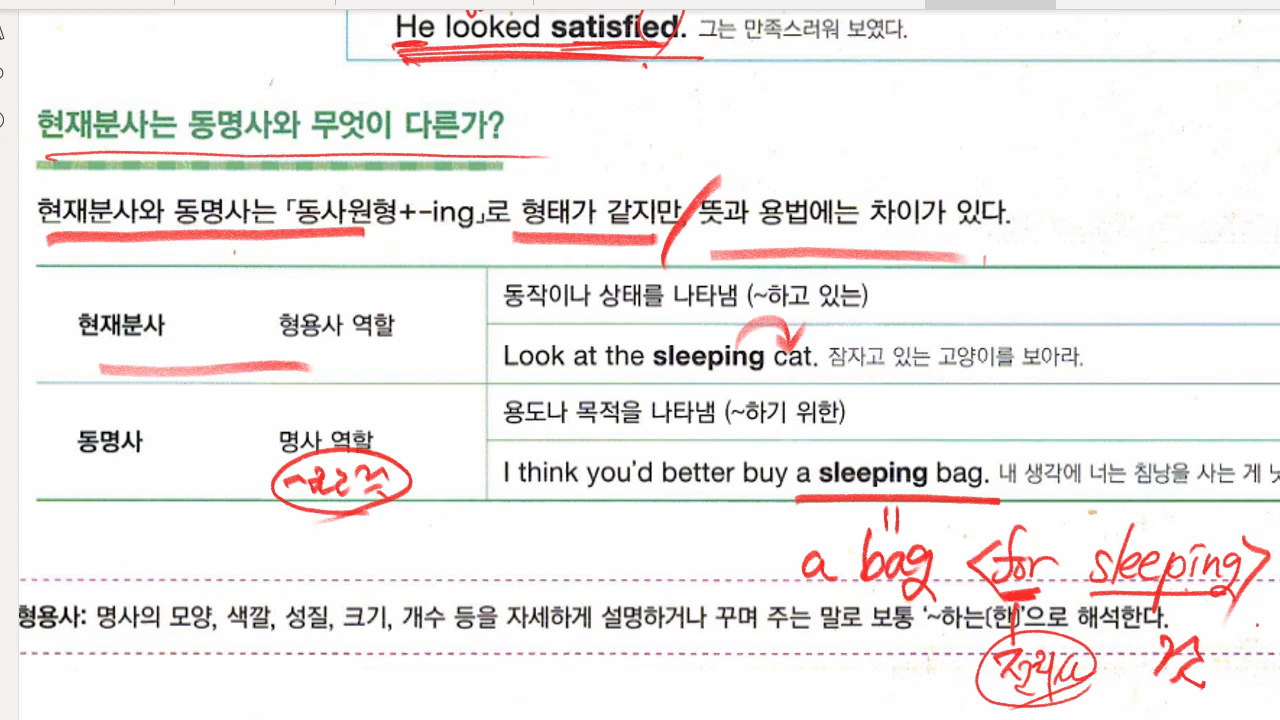 He looked satisfied. 그는 만족스러워 보였다.
현재분사는 동명사와 무엇이 다른가?
현재분사와 동명사는 「동사원형+-ing」로 형태가 같지만, 뜻과 용법에는 차이가 있다.
현재분사 형용사 역할
동작이나 상태를 나타냄 (~하고 있는)
Look at the sleeping cat. 잠자고 있는 고양이를 보아라.
동명사 명사 역할
용도나 목적을 나타냄 (~하기 위한)
I think you'd better buy a sleeping bag. 내 생각에 너는 침낭을 사는 게
a bag <for sleeping>
형용사: 명사의 모양, 색깔, 성질, 크기, 개수 등을 자세하게 설명하거나 꾸며 주는 말로 보통 '~하는(한)'으로 해석한다.
전치사 것